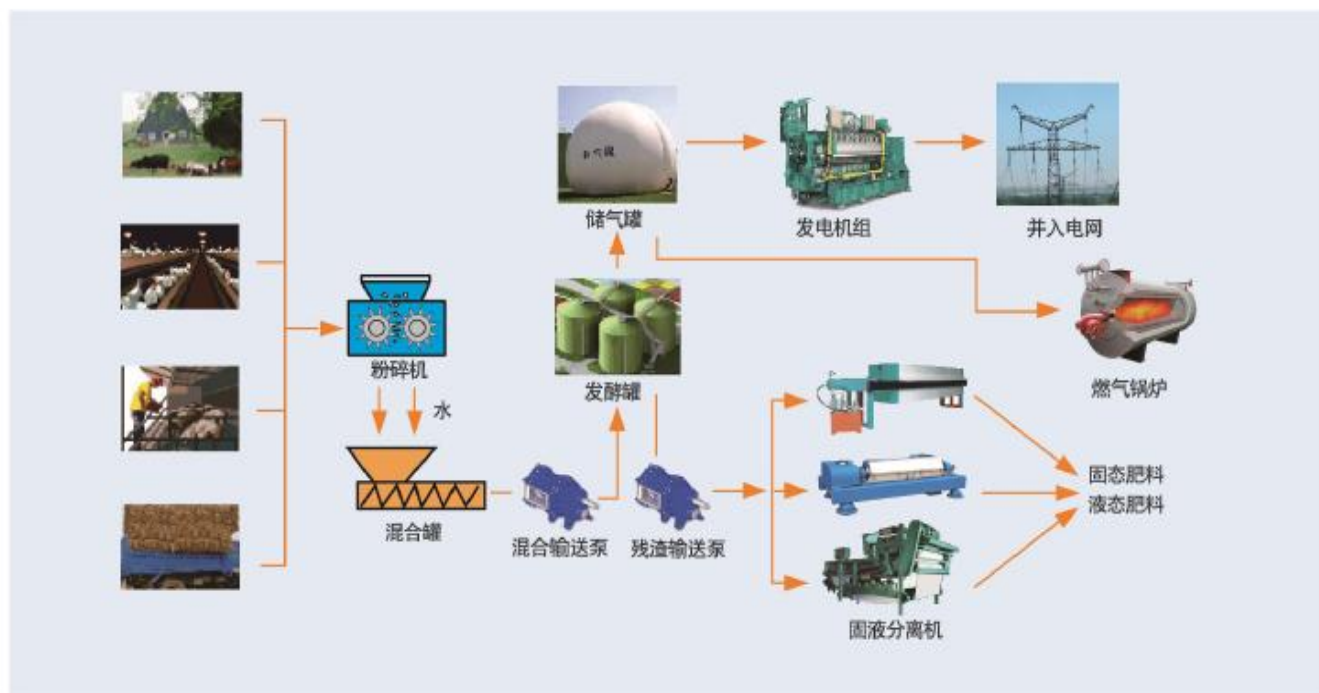 储气罐
发电机组
并入电网
粉碎机
发酵罐
燃气锅炉
水
固态肥料
液态肥料
混合罐
混合输送泵
残渣输送泵
固液分离机